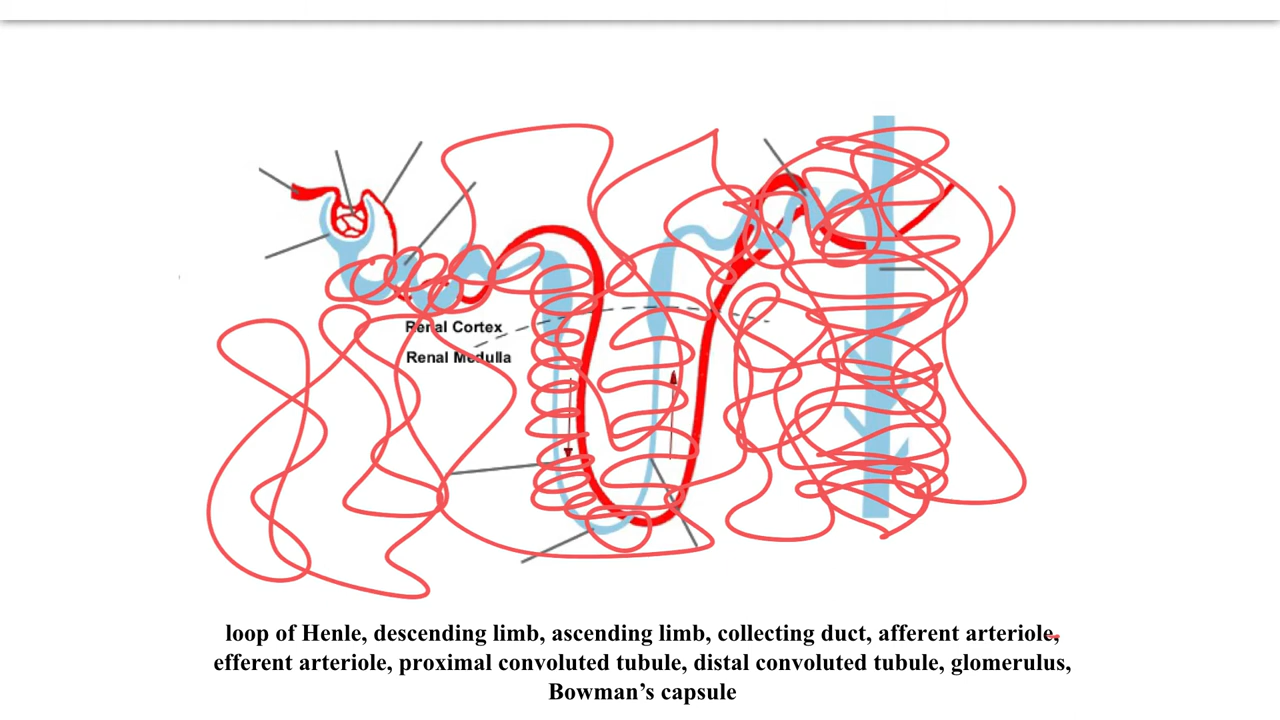 Renal Cortex
Renal Medulla
loop of Henle, descending limb, ascending limb, collecting duct, afferent arteriole,
efferent arteriole, proximal convoluted tubule, distal convoluted tubule, glomerulus,
Bowman’s capsule